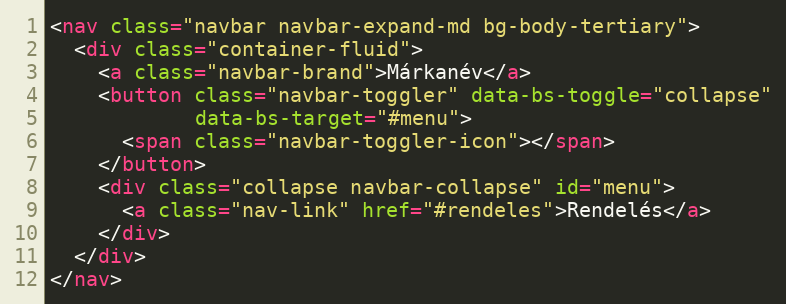 1 <nav class="navbar navbar-expand-md bg-body-tertiary">
2   <div class="container-fluid">
3     <a class="navbar-brand">Márkanév</a>
4     <button class="navbar-toggler" data-bs-toggle="collapse"
5             data-bs-target="#menu">
6       <span class="navbar-toggler-icon"></span>
7     </button>
8     <div class="collapse navbar-collapse" id="menu">
9       <a class="nav-link" href="#rendeles">Rendelés</a>
10     </div>
11   </div>
12 </nav>